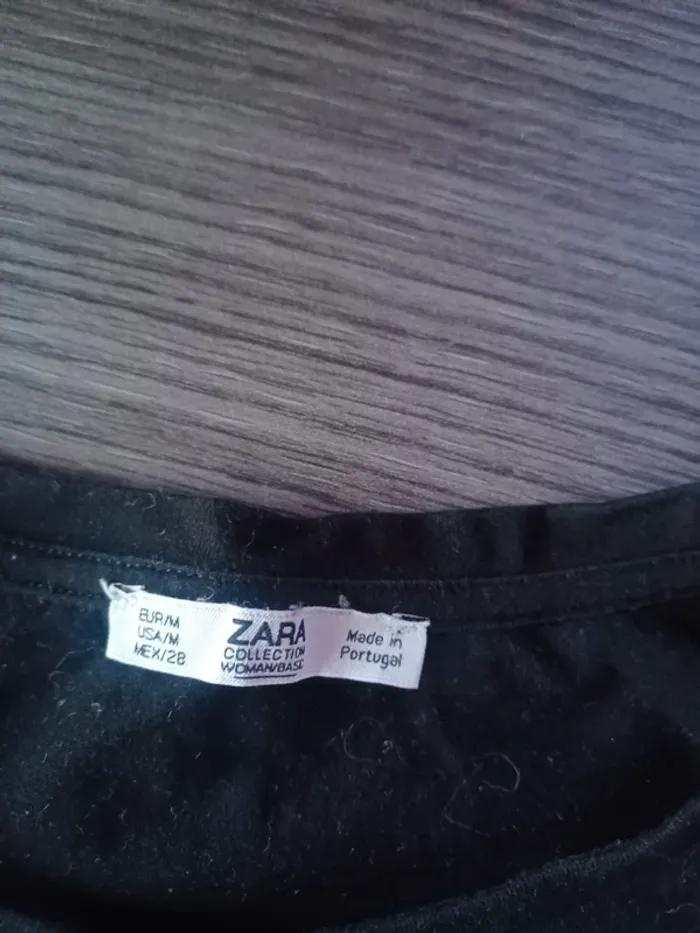 EUR/M
USA/M
MEX/28
ZARA
COLLECTION
WOMAN/BASIC
Made in
Portugal